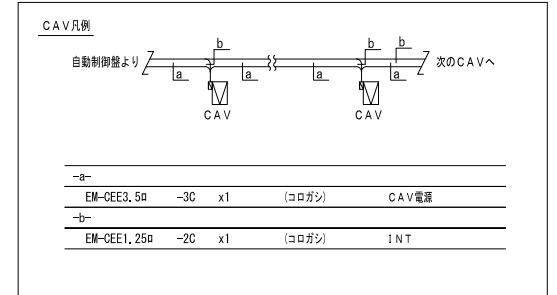 CAV凡例
b b b
自動制御盤より 次のCAVへ
a a a a
CAV CAV
-a-
EM-CEE3.5□ -3C x1 (コロガシ) CAV電源
-b-
EM-CEE1.25□ -2C x1 (コロガシ) INT